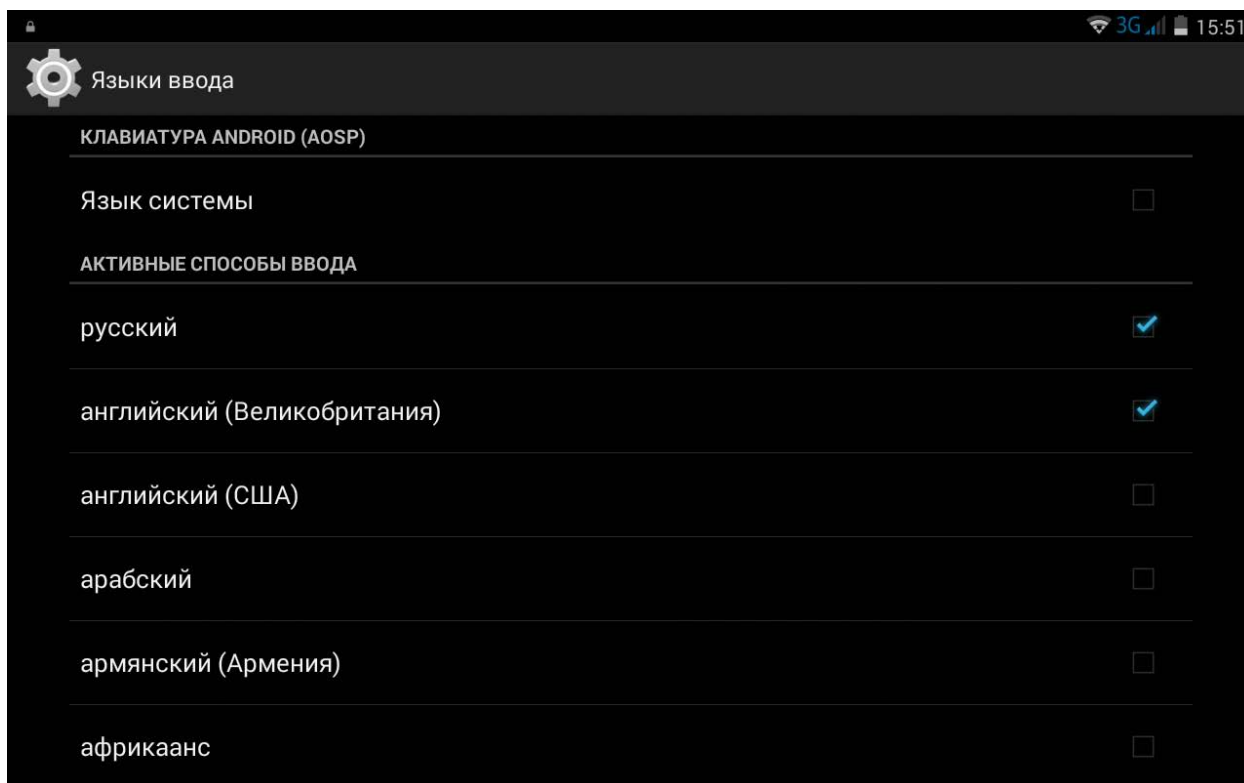 3G 15:51
Языки ввода
КЛАВИАТУРА ANDROID (AOSP)
Язык системы
АКТИВНЫЕ СПОСОБЫ ВВОДА
русский
английский (Великобритания)
английский (США)
арабский
армянский (Армения)
африкаанс